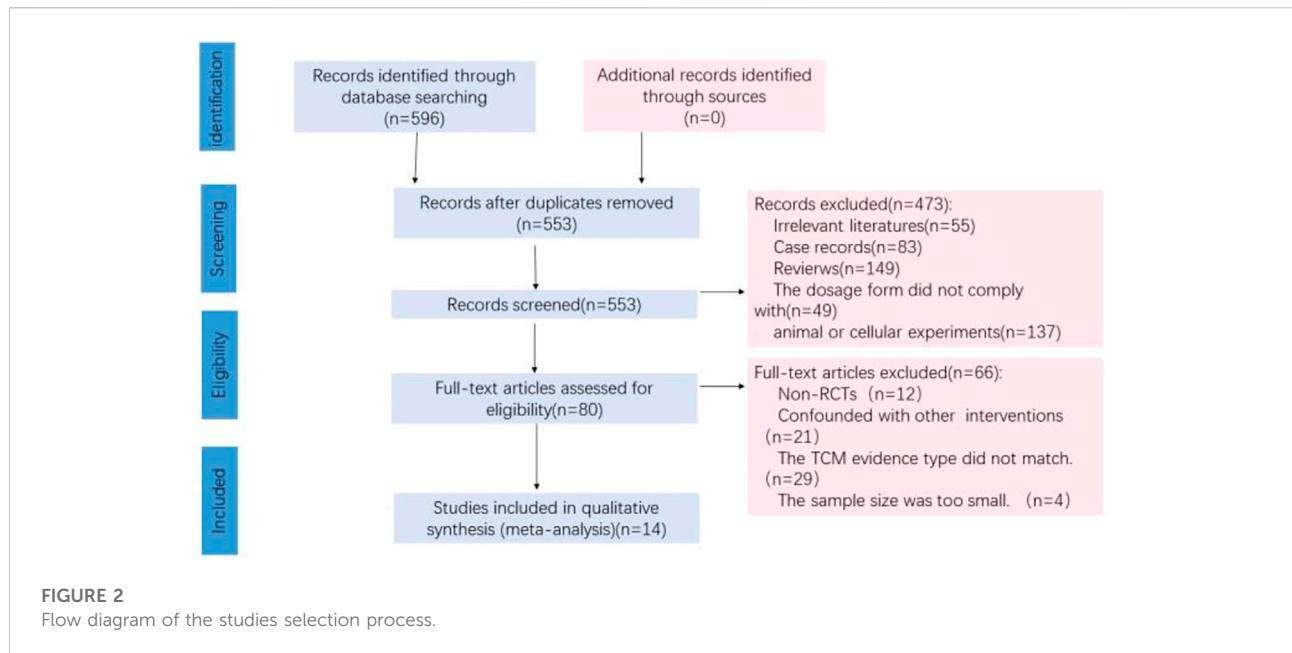 identification
Records identified through
database searching
(n=596)
Additional records identified
through sources
(n=0)
Screening
Records after duplicates removed
(n=553)
Records screened(n=553)
Records excluded(n=473):
Irrelevant literatures(n=55)
Case records(n=83)
Revierws(n=149)
The dosage form did not comply
with(n=49)
animal or cellular experiments(n=137)
Eligibility
Full-text articles assessed for
eligibility(n=80)
Full-text articles excluded(n=66):
Non-RCTs (n=12)
Confounded with other interventions
(n=21)
The TCM evidence type did not match.
(n=29)
The sample size was too small. (n=4)
Included
Studies included in qualitative
synthesis (meta-analysis)(n=14)
FIGURE 2
Flow diagram of the studies selection process.